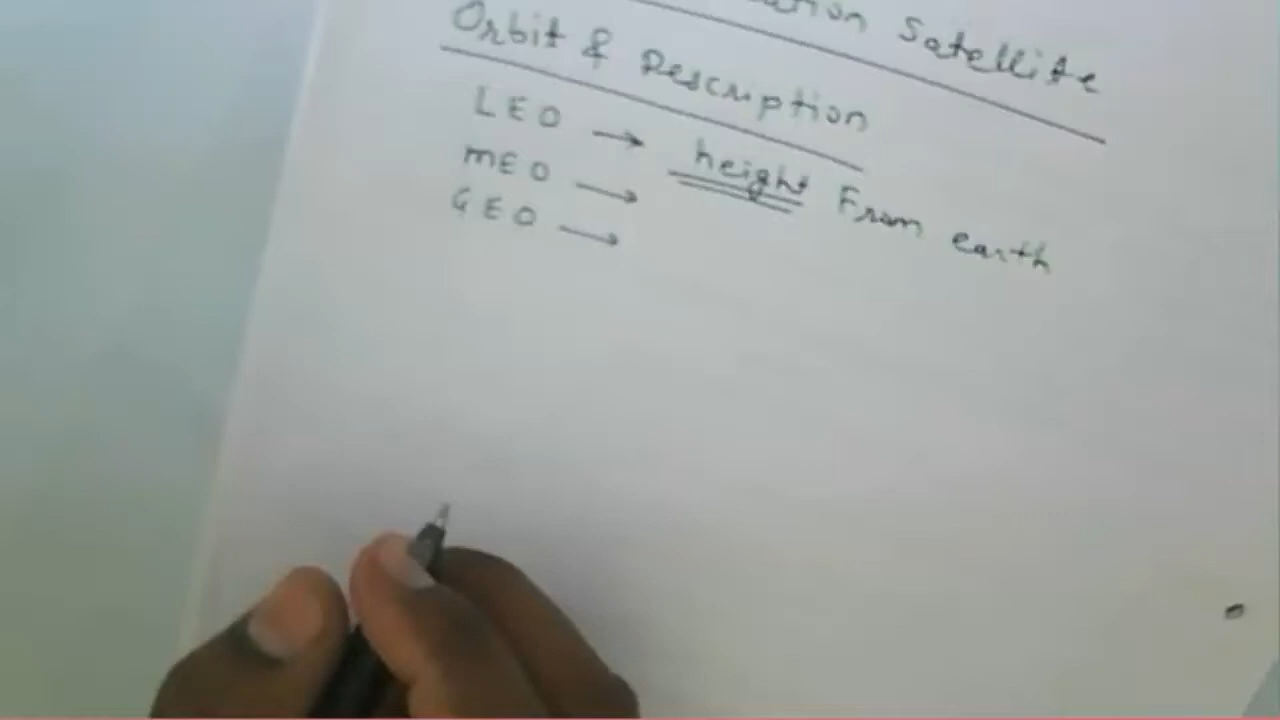 Satellite
Orbit & Description
LEO → height From earth
MEO →
GEO →